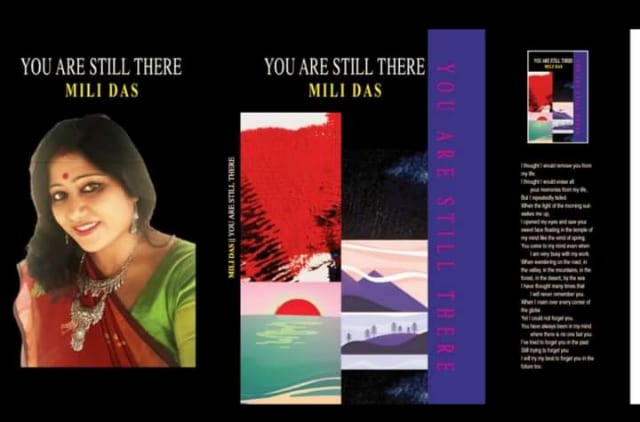 YOU ARE STILL THERE
MILI DAS
MILI DAS || YOU ARE STILL THERE
YOU ARE STILL THERE
MILI DAS
YOU ARE STILL THERE
YOU ARE STILL THERE
MILI DAS
I thought I would remove you from
my life.
I thought I would erase all
your memories from my life,
But I repeatedly failed.
When the light of the morning sun
wakes me up,
I opened my eyes and saw your
sweet face floating in the temple of
my mind like the wind of spring.
You come to my mind even when
I am very busy with my work.
When wandering on the road, in
the valley, in the mountains, in the
forest, in the desert, by the sea
I have thought many times that
I will never remember you.
When I roam over every corner of
the globe
Yet I could not forget you.
You have always been in my mind
where there is no one but you.
I've tried to forget you in the past
Still trying to forget you
I will try my best to forget you in the
future too.